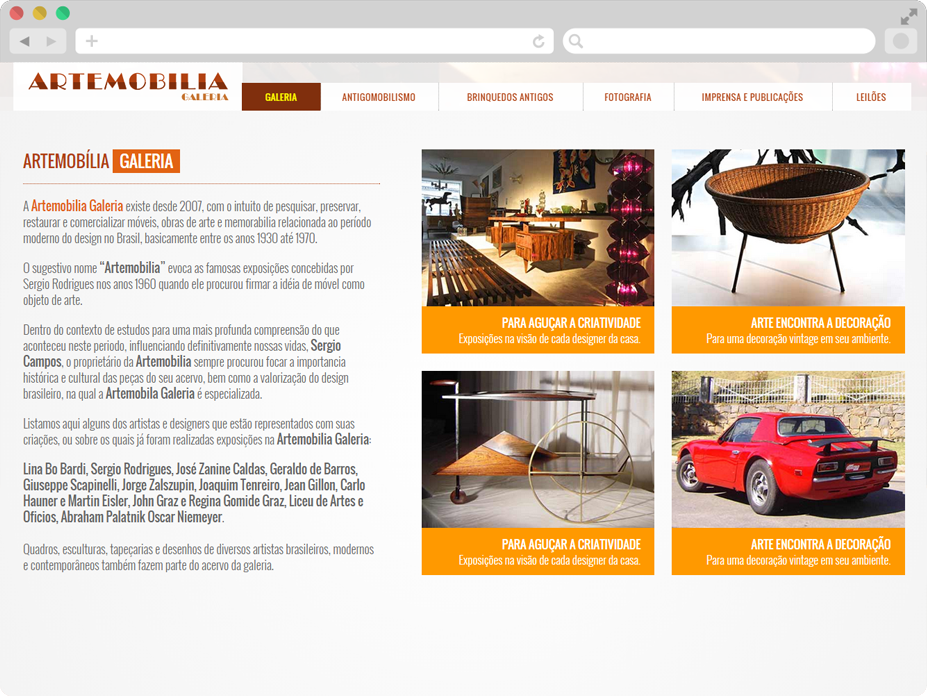 ARTEMOBILIA
GALERIA
GALERIA
ANTIGOMOBILISMO
BRINQUEDOS ANTIGOS
FOTOGRAFIA
IMPRENSA E PUBLICAÇÕES
LEILÕES
ARTEMOBÍLIA GALERIA
A Artemobilia Galeria existe desde 2007, com o intuito de pesquisar, preservar,
restaurar e comercializar móveis, obras de arte e memorabilia relacionada ao período
moderno do design no Brasil, basicamente entre os anos 1930 até 1970.
O sugestivo nome “Artemobilia” evoca as famosas exposições concebidas por
Sergio Rodrigues nos anos 1960 quando ele procurou firmar a idéia de móvel como
objeto de arte.
Dentro do contexto de estudos para uma mais profunda compreensão do que
aconteceu neste periodo, influenciando definitivamente nossas vidas, Sergio
Campos, o proprietário da Artemobilia sempre procurou focar a importancia
histórica e cultural das peças do seu acervo, bem como a valorização do design
brasileiro, na qual a Artemobila Galeria é especializada.
Listamos aqui alguns dos artistas e designers que estão representados com suas
criações, ou sobre os quais já foram realizadas exposições na Artemobilia Galeria:
Lina Bo Bardi, Sergio Rodrigues, José Zanine Caldas, Geraldo de Barros,
Giuseppe Scapinelli, Jorge Zalszupin, Joaquim Tenreiro, Jean Gillon, Carlo
Hauner e Martin Eisler, John Graz e Regina Gomide Graz, Liceu de Artes e
Oficios, Abraham Palatnik Oscar Niemeyer.
Quadros, esculturas, tapeçarias e desenhos de diversos artistas brasileiros, modernos
e contemporâneos também fazem parte do acervo da galeria.
PARA AGUÇAR A CRIATIVIDADE
Exposições na visão de cada designer da casa.
ARTE ENCONTRA A DECORAÇÃO
Para uma decoração vintage em seu ambiente.
PARA AGUÇAR A CRIATIVIDADE
Exposições na visão de cada designer da casa.
ARTE ENCONTRA A DECORAÇÃO
Para uma decoração vintage em seu ambiente.